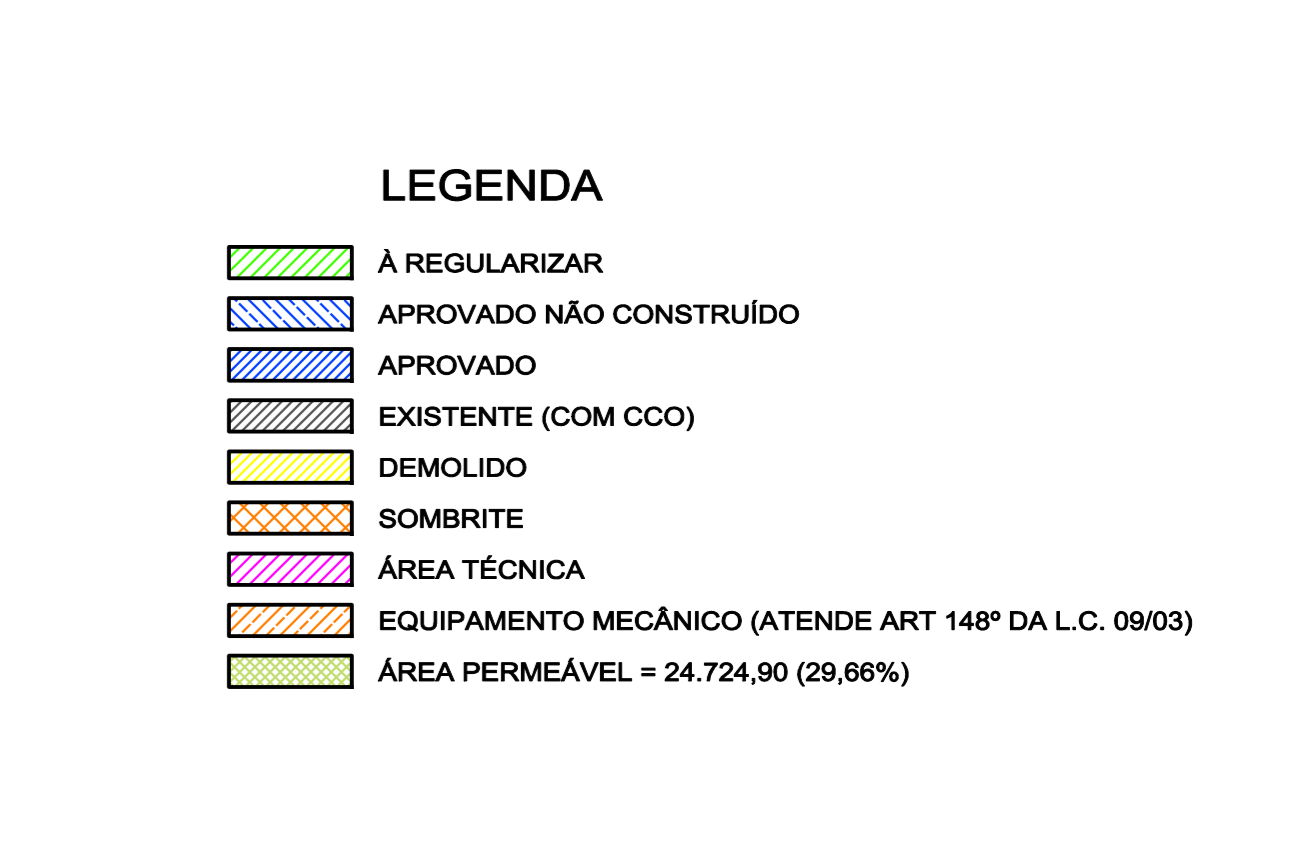 LEGENDA
À REGULARIZAR
APROVADO NÃO CONSTRUÍDO
APROVADO
EXISTENTE (COM CCO)
DEMOLIDO
SOMBRITE
ÁREA TÉCNICA
EQUIPAMENTO MECÂNICO (ATENDE ART 148º DA L.C. 09/03)
ÁREA PERMEÁVEL = 24.724,90 (29,66%)